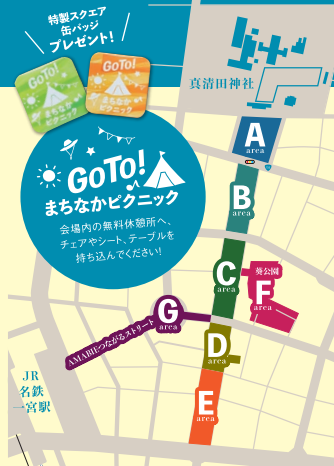 特製スクエア
缶バッジ
プレゼント!
GoTo!
まちなか
ピクニック
GoTo!
まちなか
ピクニック
真清田神社
A
area
B
area
GoTo!
まちなかピクニック
会場内の無料休憩所へ、
チェアやシート、テーブルを
持ち込んでください!
C
area
葵公園
F
area
G
area
AMABIEつながるストリート
D
area
E
area
JR
名鉄
一宮駅